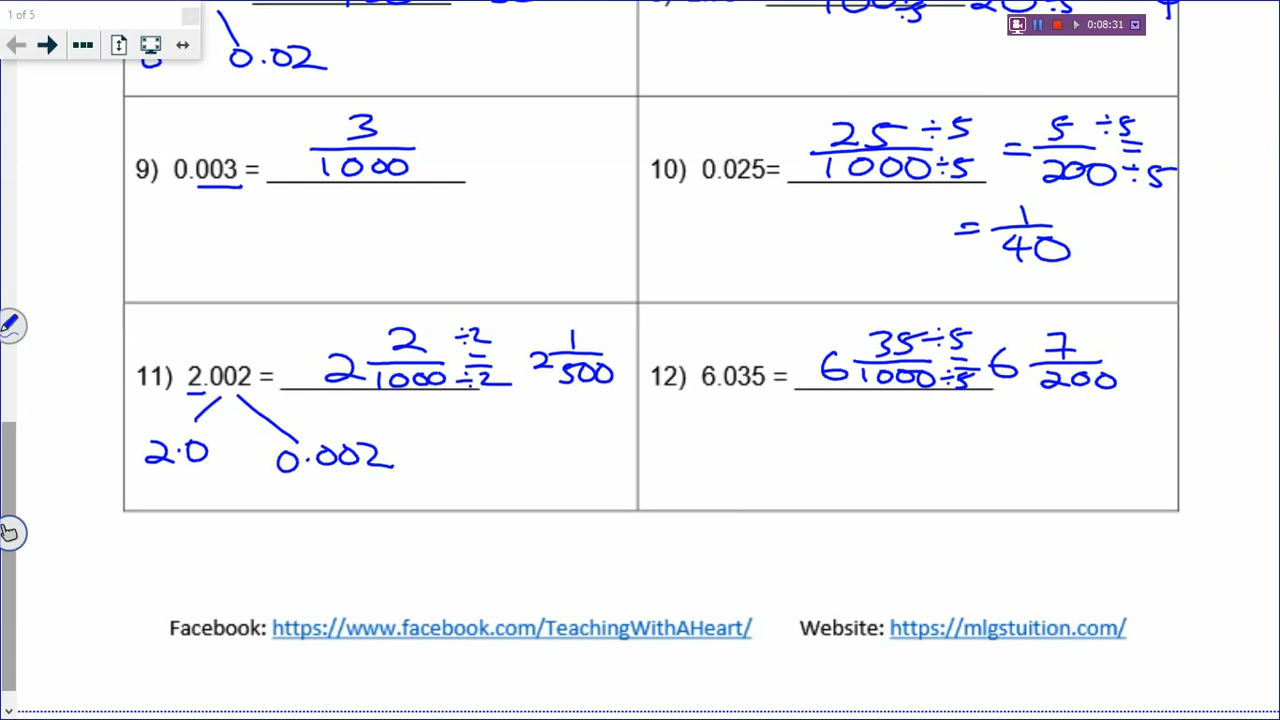 1 of 5
0:08:31
0.02
9) 0.003 = 3/1000
10) 0.025= 25/1000 ÷5/÷5 = 5/200 ÷5/÷5 =
= 1/40
11) 2.002 = 2 2/1000 ÷2/÷2 = 2 1/500
2.0 0.002
12) 6.035 = 6 35/1000 ÷5/÷5 = 6 7/200
Facebook: https://www.facebook.com/TeachingWithAHeart/ Website: https://mlgstuition.com/